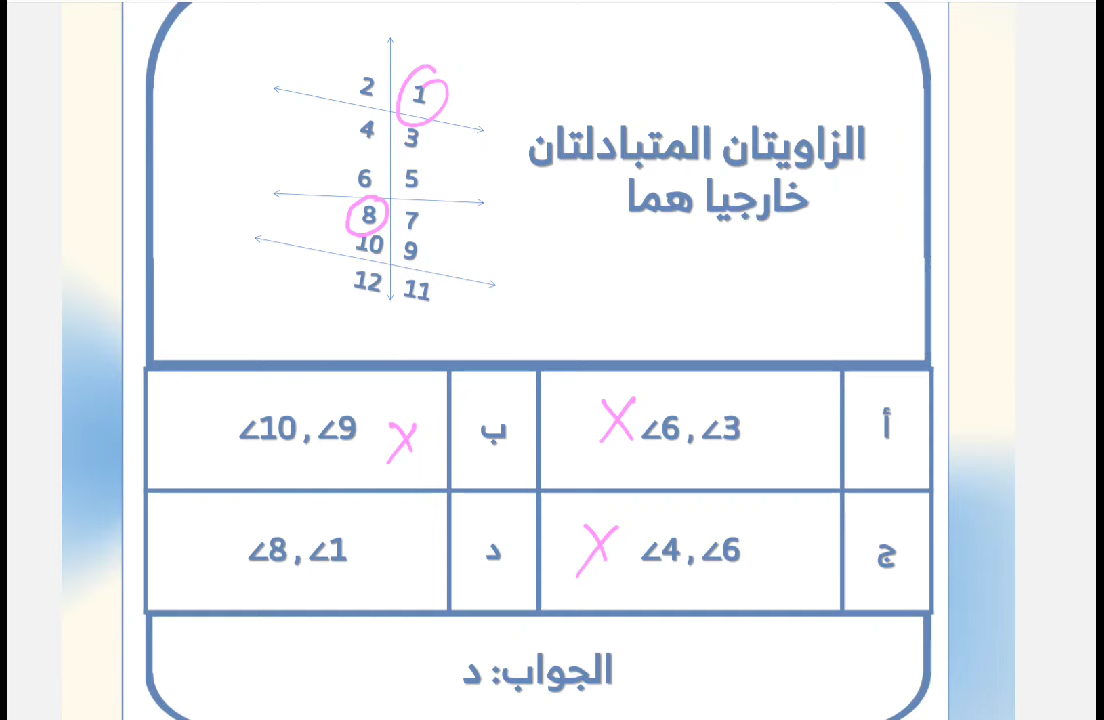 2 1
4 3
6 5
8 7
10 9
12 11
الزاويتان المتبادلتان
خارجيا هما
أ ∠6 , ∠3 ب ∠10 , ∠9
ج ∠4 , ∠6 د ∠8 , ∠1
الجواب: د